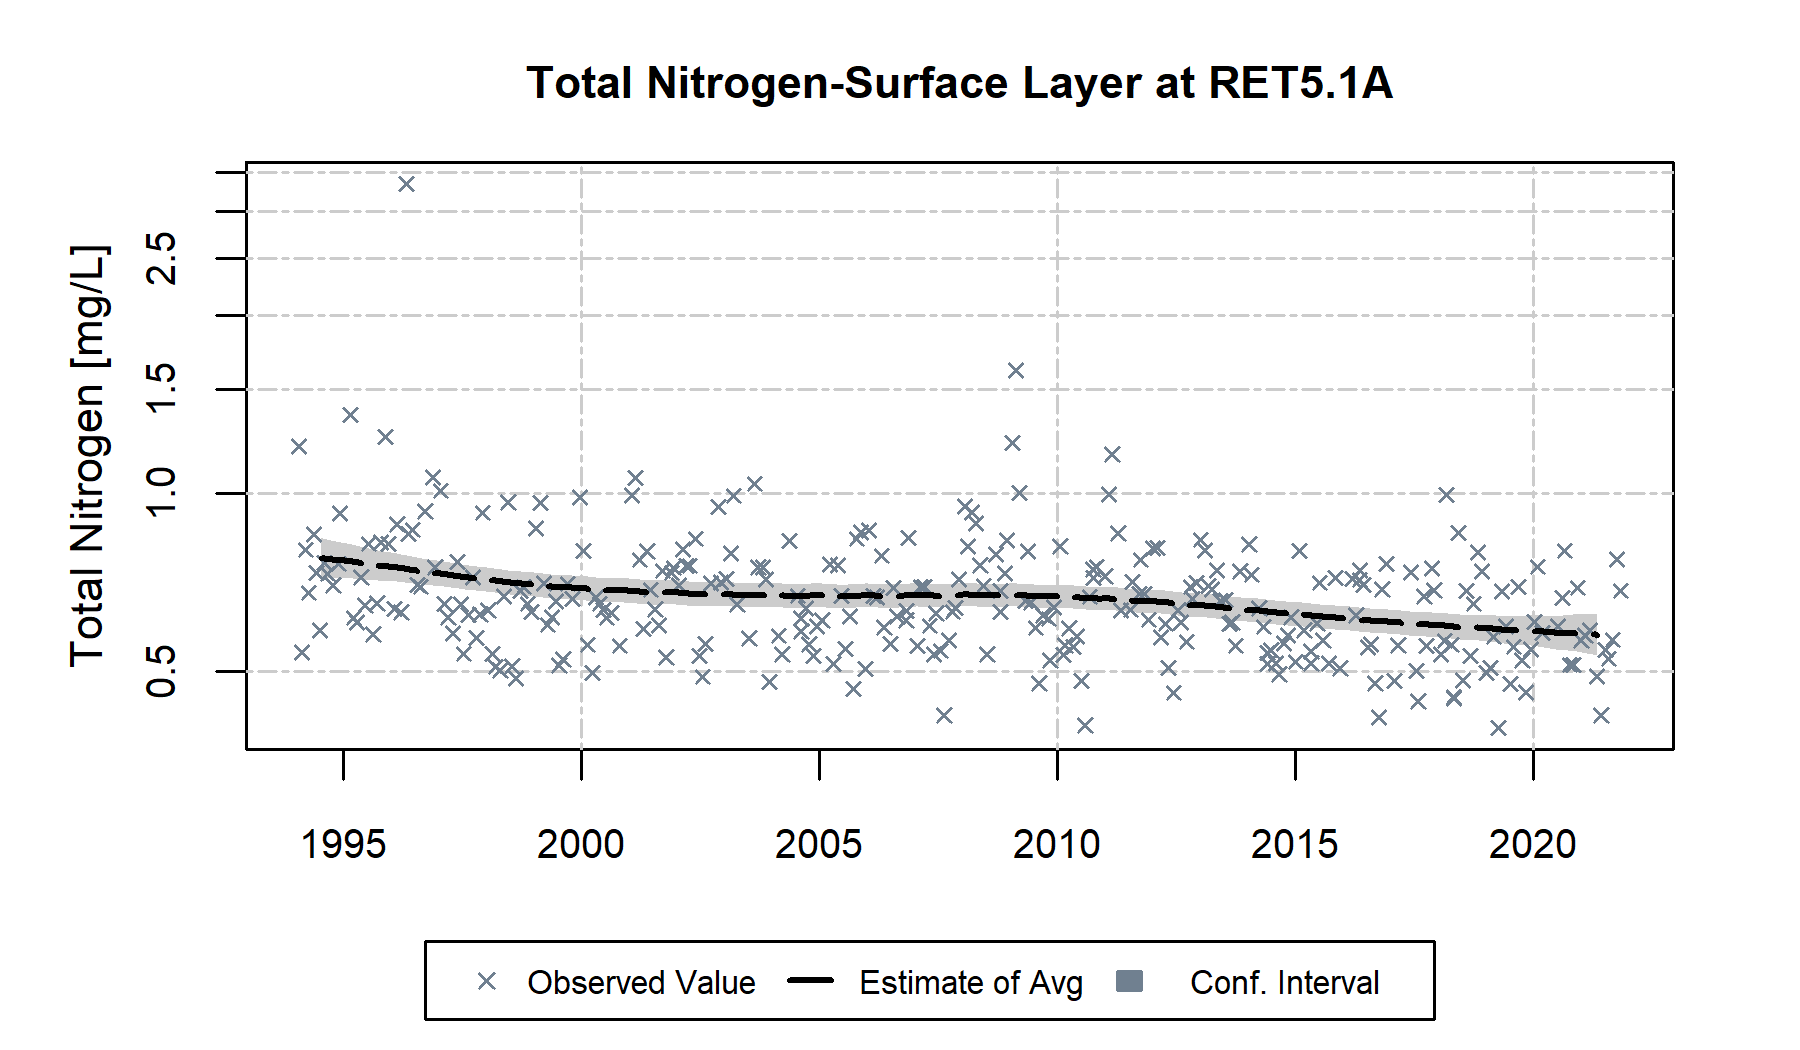 Total Nitrogen-Surface Layer at RET5.1A
Total Nitrogen [mg/L]
2.5
1.5
1.0
0.5
1995 2000 2005 2010 2015 2020
Observed Value Estimate of Avg Conf. Interval